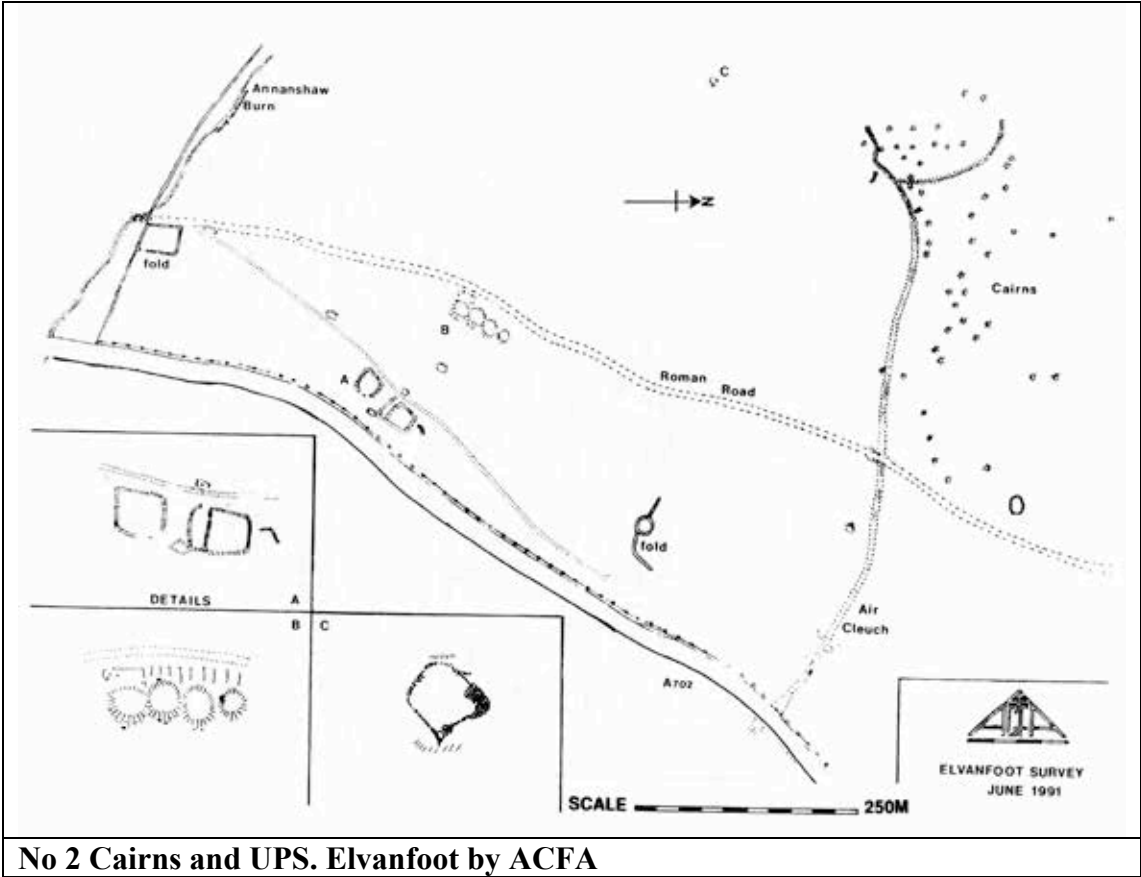 C
Annanshaw
Burn
N
fold
Cairns
B
A
Roman
Road
fold
Air
Cleuch
A702
DETAILS
A
B
C
ACFA
ELVANFOOT SURVEY
JUNE 1991
SCALE 250M
No 2 Cairns and UPS. Elvanfoot by ACFA